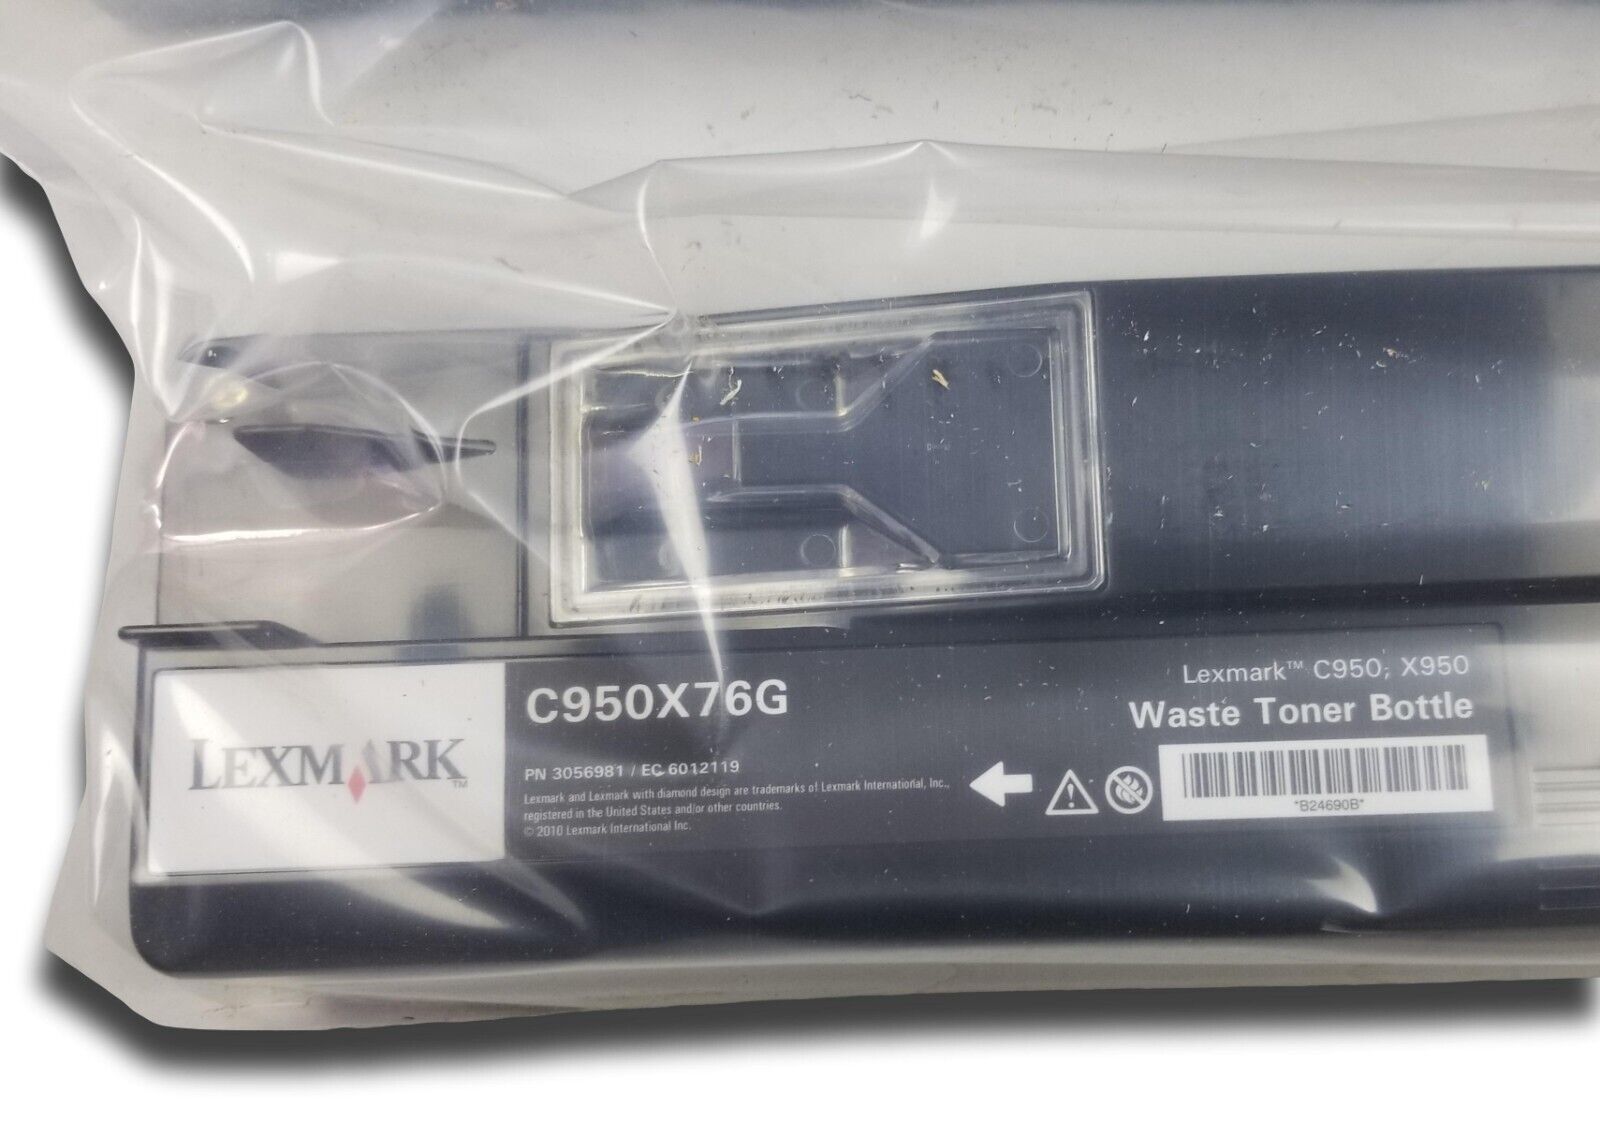 LEXMARK™
C950X76G
PN 3056981 / EC 6012119
Lexmark and Lexmark with diamond design are trademarks of Lexmark International, Inc.,
registered in the United States and/or other countries.
© 2010 Lexmark International Inc.
Lexmark™ C950, X950
Waste Toner Bottle
*B24690B*